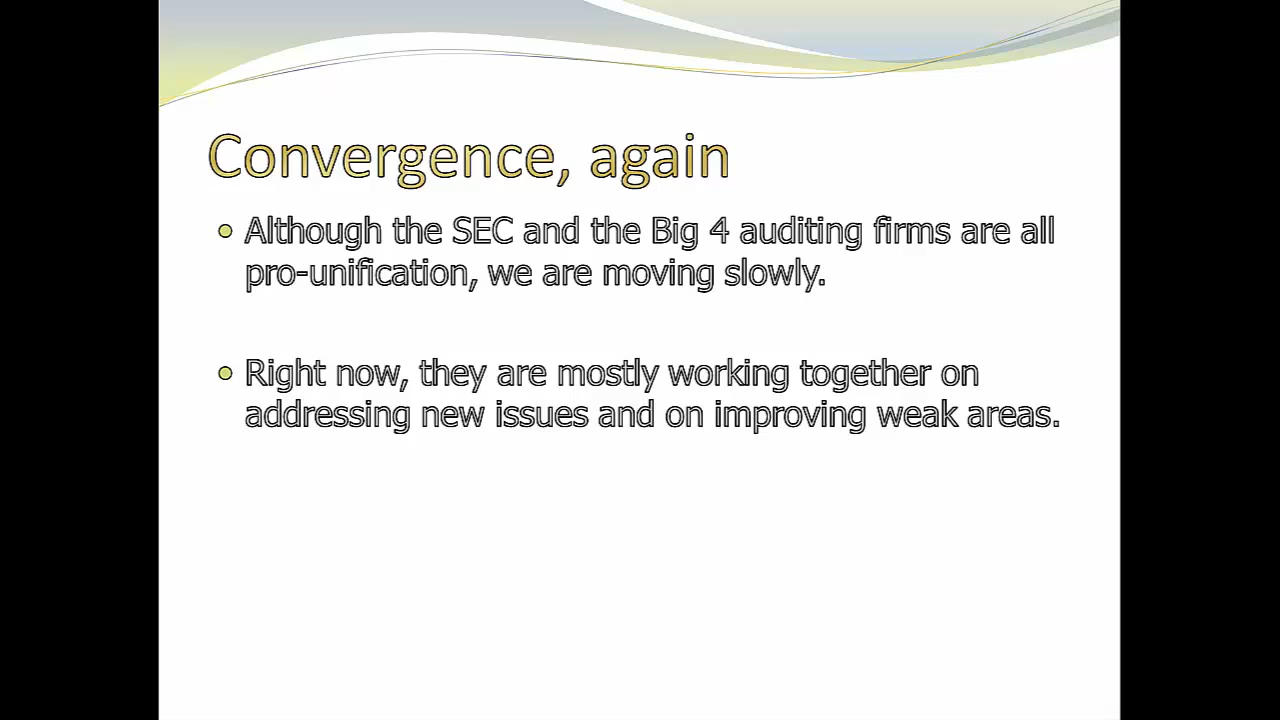 Convergence, again
Although the SEC and the Big 4 auditing firms are all
pro-unification, we are moving slowly.
Right now, they are mostly working together on
addressing new issues and on improving weak areas.